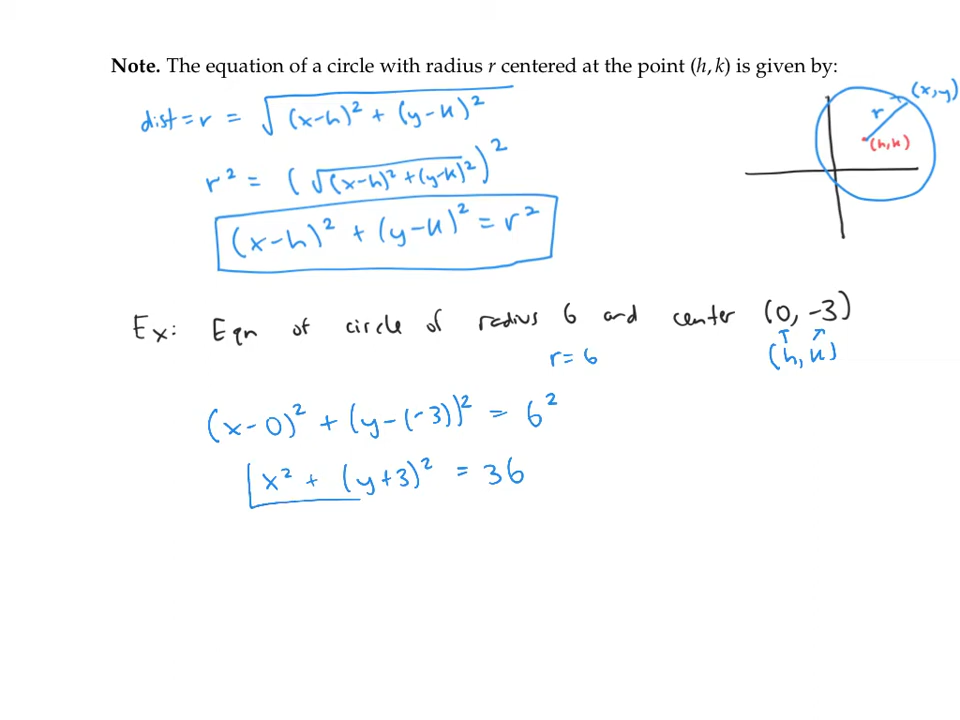 Note. The equation of a circle with radius r centered at the point (h, k) is given by:
(x,y)
dist = r = √(x-h)² + (y-k)²
r
(h,k)
r² = (√(x-h)² + (y-k)²)²
(x-h)² + (y-k)² = r²
Ex: Eqn of circle of radius 6 and center (0, -3)
r = 6
(h, k)
(x-0)² + (y-(-3))² = 6²
x² + (y+3)² = 36